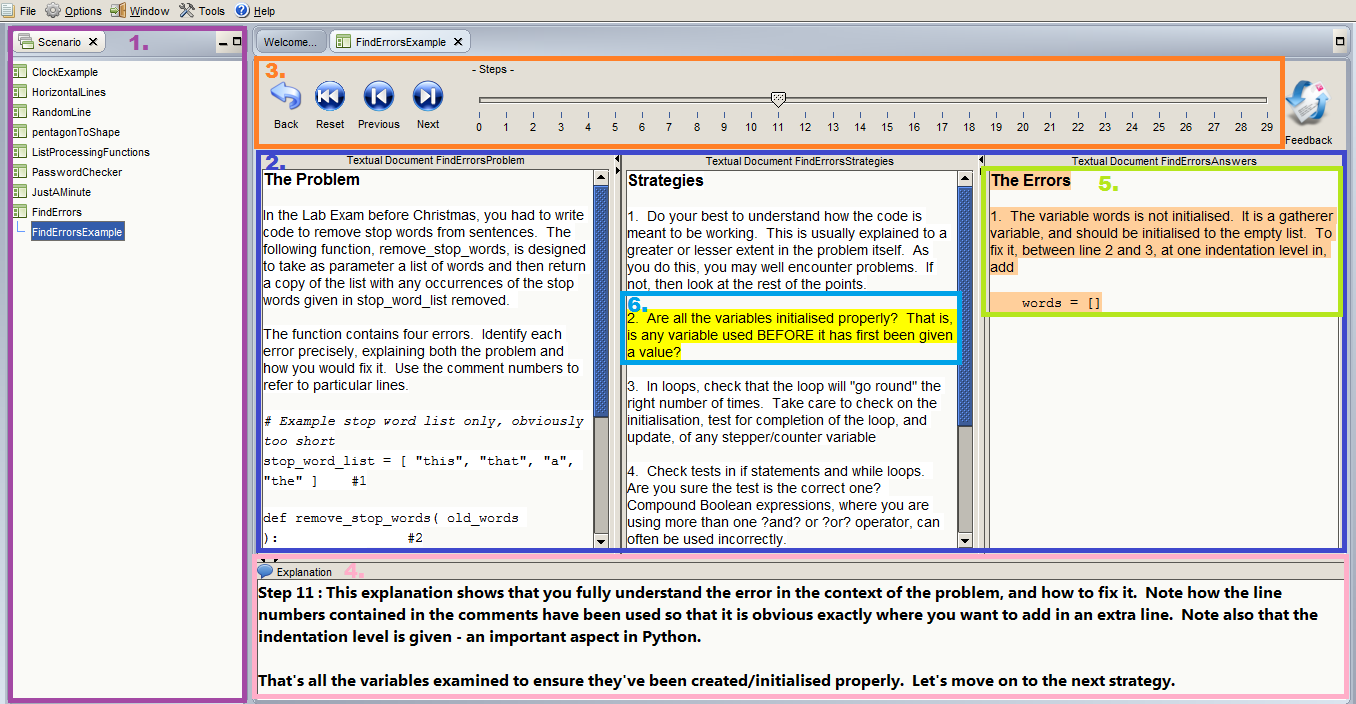 File Options Window Tools Help
Scenario 1.
ClockExample
HorizontalLines
RandomLine
pentagonToShape
ListProcessingFunctions
PasswordChecker
JustAMinute
FindErrors
FindErrorsExample
Welcome... FindErrorsExample
3.
- Steps -
Back Reset Previous Next
0 1 2 3 4 5 6 7 8 9 10 11 12 13 14 15 16 17 18 19 20 21 22 23 24 25 26 27 28 29
Feedback
2.
Textual Document FindErrorsProblem
The Problem
In the Lab Exam before Christmas, you had to write
code to remove stop words from sentences. The
following function, remove_stop_words, is designed
to take as parameter a list of words and then return
a copy of the list with any occurrences of the stop
words given in stop_word_list removed.
The function contains four errors. Identify each
error precisely, explaining both the problem and
how you would fix it. Use the comment numbers to
refer to particular lines.
# Example stop word list only, obviously
too short
stop_word_list = [ "this", "that", "a",
"the" ] #1
def remove_stop_words( old_words
): #2
Textual Document FindErrorsStrategies
Strategies
1. Do your best to understand how the code is
meant to be working. This is usually explained to a
greater or lesser extent in the problem itself. As
you do this, you may well encounter problems. If
not, then look at the rest of the points.
6.
2. Are all the variables initialised properly? That is,
is any variable used BEFORE it has first been given
a value?
3. In loops, check that the loop will "go round" the
right number of times. Take care to check on the
initialisation, test for completion of the loop, and
update, of any stepper/counter variable
4. Check tests in if statements and while loops.
Are you sure the test is the correct one?
Compound Boolean expressions, where you are
using more than one ?and? or ?or? operator, can
often be used incorrectly.
Textual Document FindErrorsAnswers
The Errors 5.
1. The variable words is not initialised. It is a gatherer
variable, and should be initialised to the empty list. To
fix it, between line 2 and 3, at one indentation level in,
add
words = []
Explanation 4.
Step 11 : This explanation shows that you fully understand the error in the context of the problem, and how to fix it. Note how the line
numbers contained in the comments have been used so that it is obvious exactly where you want to add in an extra line. Note also that the
indentation level is given - an important aspect in Python.
That's all the variables examined to ensure they've been created/initialised properly. Let's move on to the next strategy.